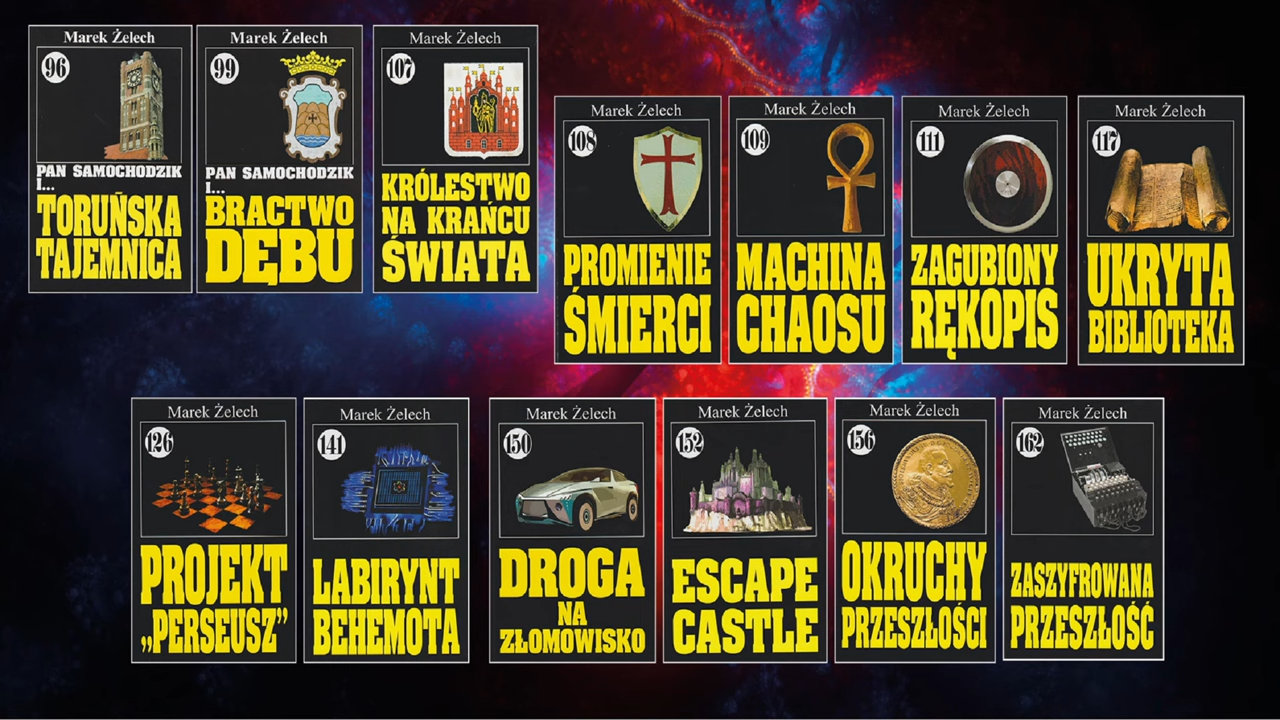 Marek Żelech
96
PAN SAMOCHODZIK
I...
TORUŃSKA
TAJEMNICA
Marek Żelech
99
PAN SAMOCHODZIK
I...
BRACTWO
DĘBU
Marek Żelech
107
KRÓLESTWO
NA KRAŃCU
ŚWIATA
Marek Żelech
108
PROMIENIE
ŚMIERCI
Marek Żelech
109
MACHINA
CHAOSU
Marek Żelech
111
ZAGUBIONY
RĘKOPIS
Marek Żelech
117
UKRYTA
BIBLIOTEKA
Marek Żelech
126
PROJEKT
„PERSEUSZ”
Marek Żelech
141
LABIRYNT
BEHEMOTA
Marek Żelech
150
DROGA
NA
ZŁOMOWISKO
Marek Żelech
152
ESCAPE
CASTLE
Marek Żelech
156
OKRUCHY
PRZESZŁOŚCI
Marek Żelech
162
ZASZYFROWANA
PRZESZŁOŚĆ